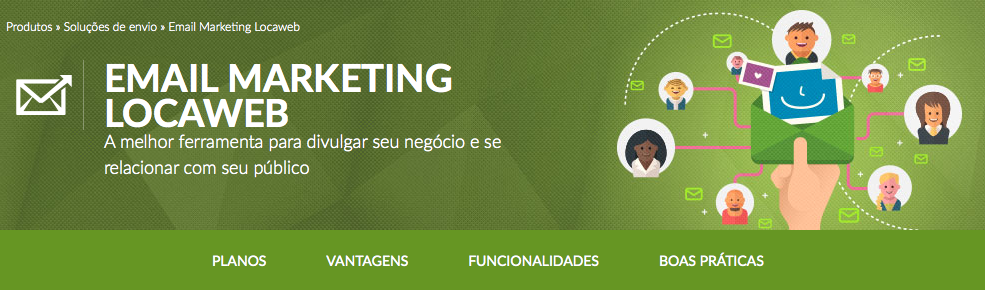 Produtos » Soluções de envio » Email Marketing Locaweb
EMAIL MARKETING
LOCAWEB
A melhor ferramenta para divulgar seu negócio e se
relacionar com seu público
PLANOS VANTAGENS FUNCIONALIDADES BOAS PRÁTICAS